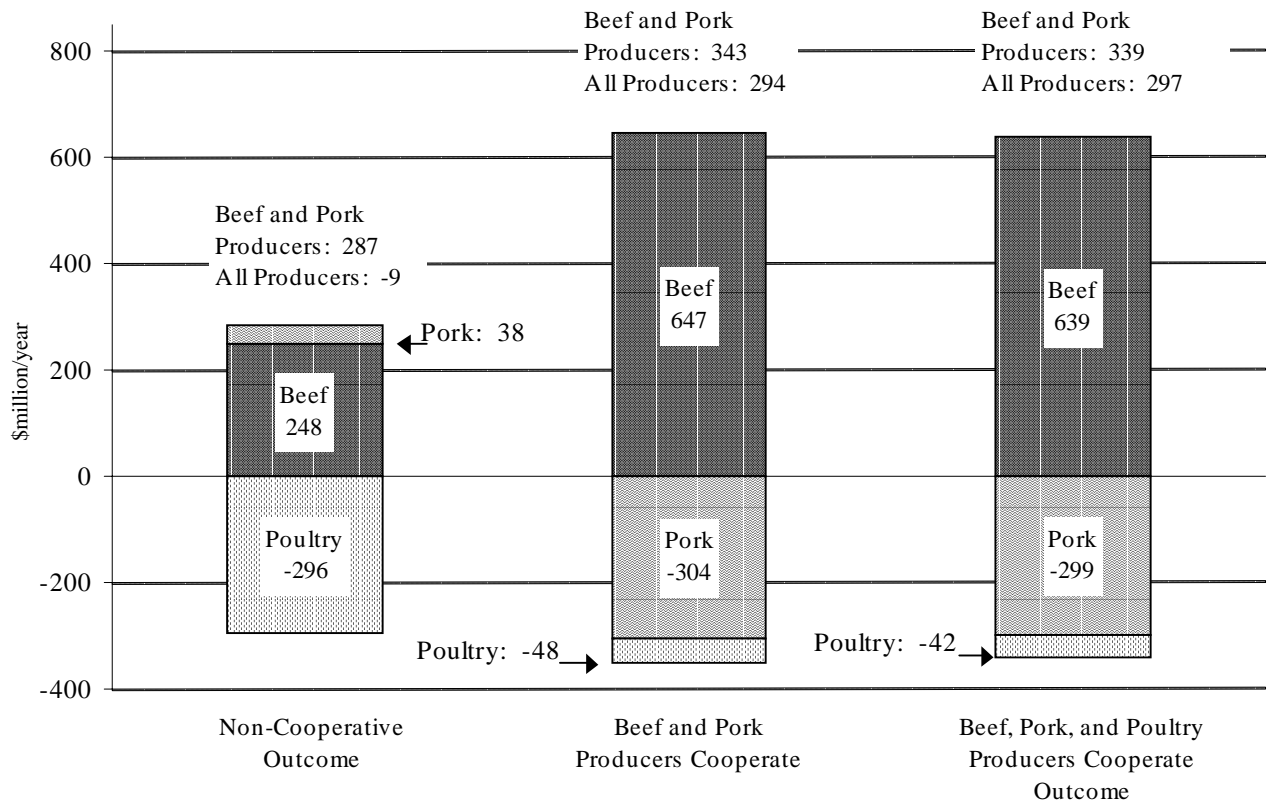 $million/year
800
600
400
200
0
-200
-400
Beef and Pork
Producers: 287
All Producers: -9
Pork: 38
Beef
248
Poultry
-296
Non-Cooperative
Outcome
Beef and Pork
Producers: 343
All Producers: 294
Beef
647
Pork
-304
Poultry: -48
Beef and Pork
Producers Cooperate
Beef and Pork
Producers: 339
All Producers: 297
Beef
639
Pork
-299
Poultry: -42
Beef, Pork, and Poultry
Producers Cooperate
Outcome